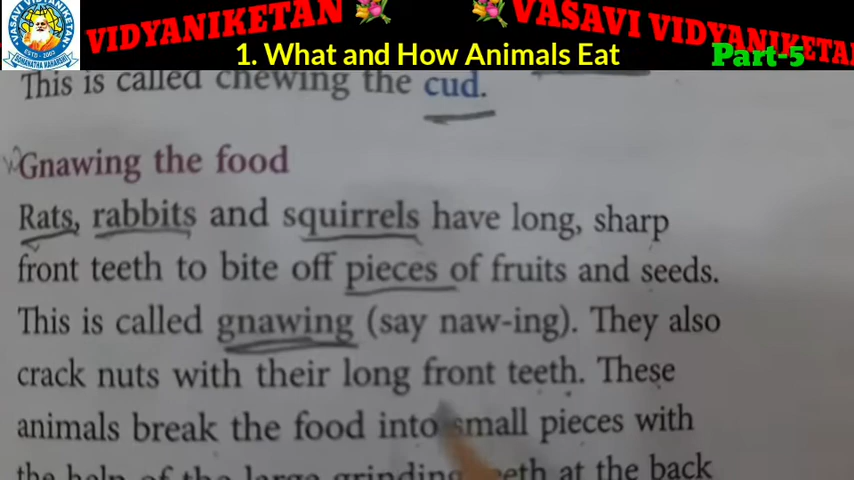 VASAVI VIDYANIKETAN
VIDYANIKETAN VASAVI VIDYANIKETAN
1. What and How Animals Eat
Part-5
This is called chewing the cud.
Gnawing the food
Rats, rabbits and squirrels have long, sharp
front teeth to bite off pieces of fruits and seeds.
This is called gnawing (say naw-ing). They also
crack nuts with their long front teeth. These
animals break the food into small pieces with
the help of the large grinding teeth at the back